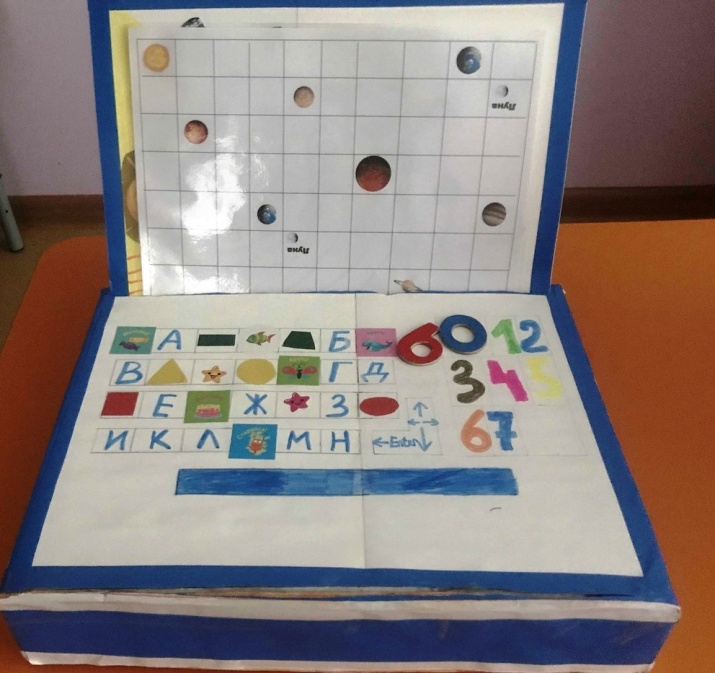 Луна
Луна
А Б 6 0 1 2
В Г Д 3 4 5
Е Ж З
И К Л М Н Enter 6 7